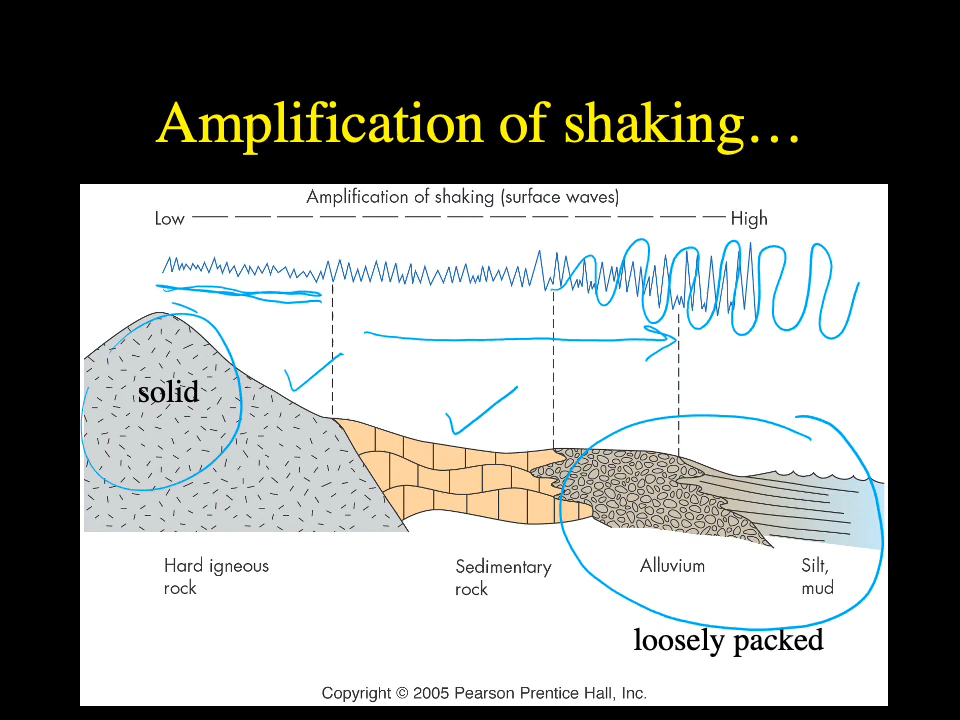 Amplification of shaking…
Amplification of shaking (surface waves)
Low
High
solid
Hard igneous
rock
Sedimentary
rock
Alluvium
Silt,
mud
loosely packed
Copyright © 2005 Pearson Prentice Hall, Inc.